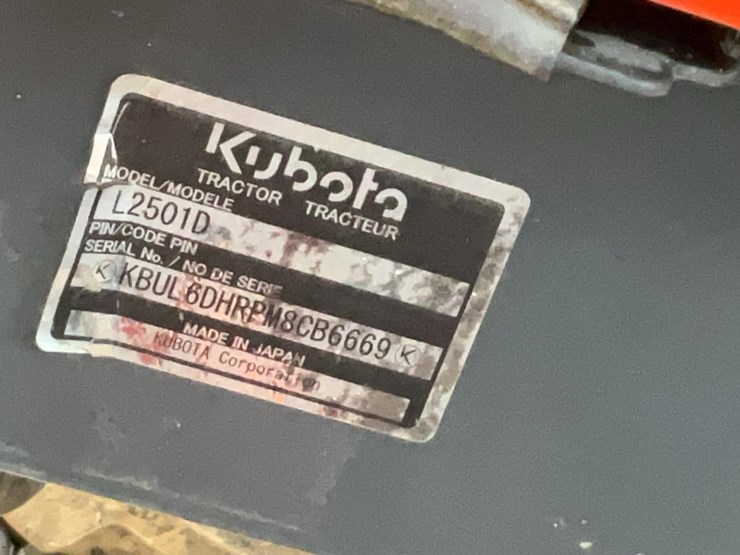 Kubota
TRACTOR TRACTEUR
MODEL/MODELE
L2501D
PIN/CODE PIN
SERIAL No. / NO DE SERIE
KBUL6DHRPM8CB6669
MADE IN JAPAN
KUBOTA Corporation